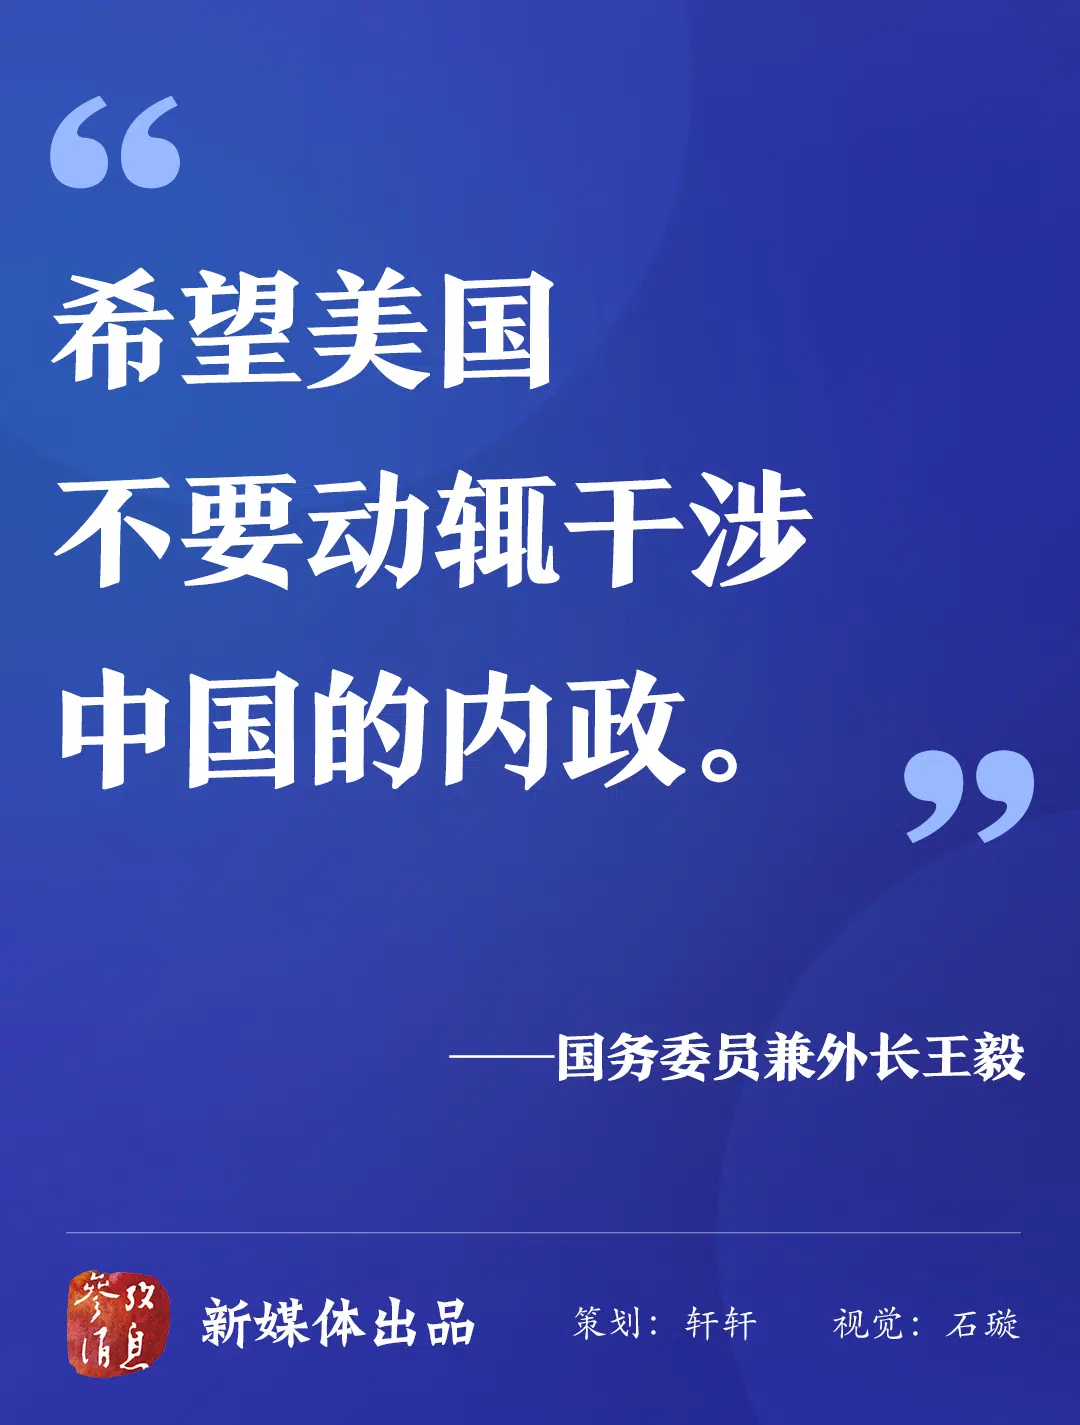 “
希望美国
不要动辄干涉
中国的内政。
”
——国务委员兼外长王毅
參攷
消息
新媒体出品 策划：轩轩 视觉：石璇